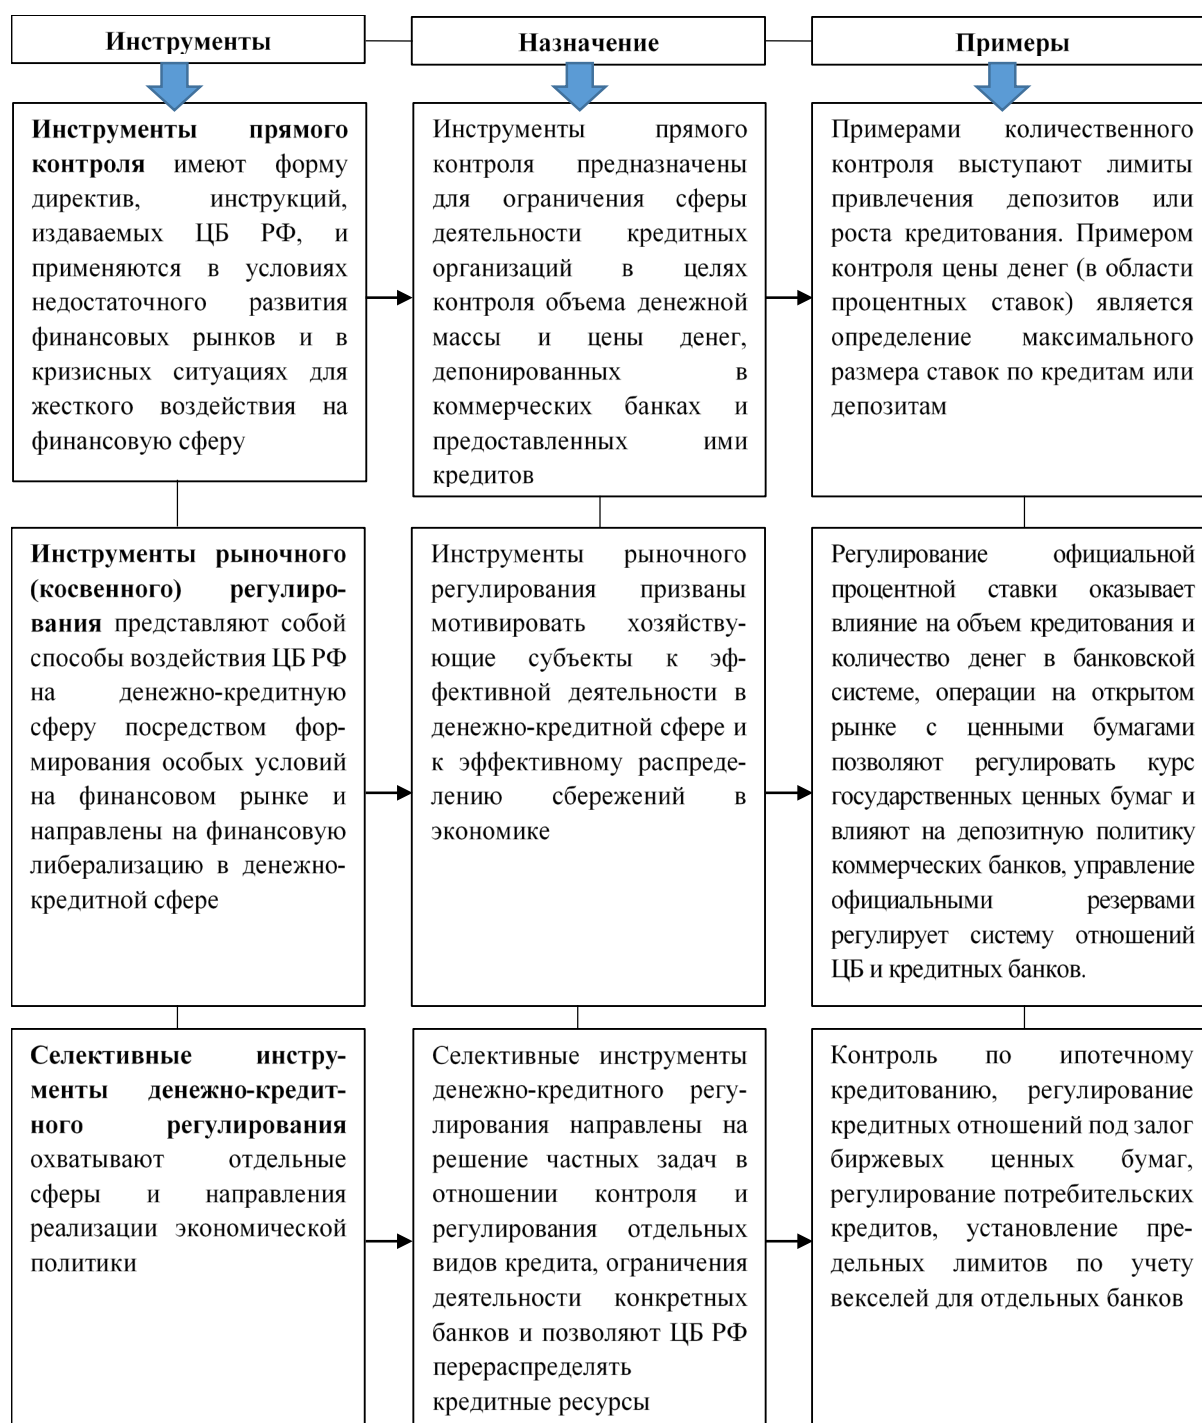 Инструменты
Назначение
Примеры
Инструменты прямого
контроля имеют форму
директив, инструкций,
издаваемых ЦБ РФ, и
применяются в условиях
недостаточного развития
финансовых рынков и в
кризисных ситуациях для
жесткого воздействия на
финансовую сферу
Инструменты прямого
контроля предназначены
для ограничения сферы
деятельности кредитных
организаций в целях
контроля объема денежной
массы и цены денег,
депонированных в
коммерческих банках и
предоставленных ими
кредитов
Примерами количественного
контроля выступают лимиты
привлечения депозитов или
роста кредитования. Примером
контроля цены денег (в области
процентных ставок) является
определение максимального
размера ставок по кредитам или
депозитам
Инструменты рыночного
(косвенного) регулиро-
вания представляют собой
способы воздействия ЦБ РФ
на денежно-кредитную
сферу посредством фор-
мирования особых условий
на финансовом рынке и
направлены на финансовую
либерализацию в денежно-
кредитной сфере
Инструменты рыночного
регулирования призваны
мотивировать хозяйству-
ющие субъекты к эф-
фективной деятельности в
денежно-кредитной сфере и
к эффективному распреде-
лению сбережений в
экономике
Регулирование официальной
процентной ставки оказывает
влияние на объем кредитования и
количество денег в банковской
системе, операции на открытом
рынке с ценными бумагами
позволяют регулировать курс
государственных ценных бумаг и
влияют на депозитную политику
коммерческих банков, управление
официальными резервами
регулирует систему отношений
ЦБ и кредитных банков.
Селективные инстру-
менты денежно-кредит-
ного регулирования
охватывают отдельные
сферы и направления
реализации экономической
политики
Селективные инструменты
денежно-кредитного регу-
лирования направлены на
решение частных задач в
отношении контроля и
регулирования отдельных
видов кредита, ограничения
деятельности конкретных
банков и позволяют ЦБ РФ
перераспределять
кредитные ресурсы
Контроль по ипотечному
кредитованию, регулирование
кредитных отношений под залог
биржевых ценных бумаг,
регулирование потребительских
кредитов, установление пре-
дельных лимитов по учету
векселей для отдельных банков